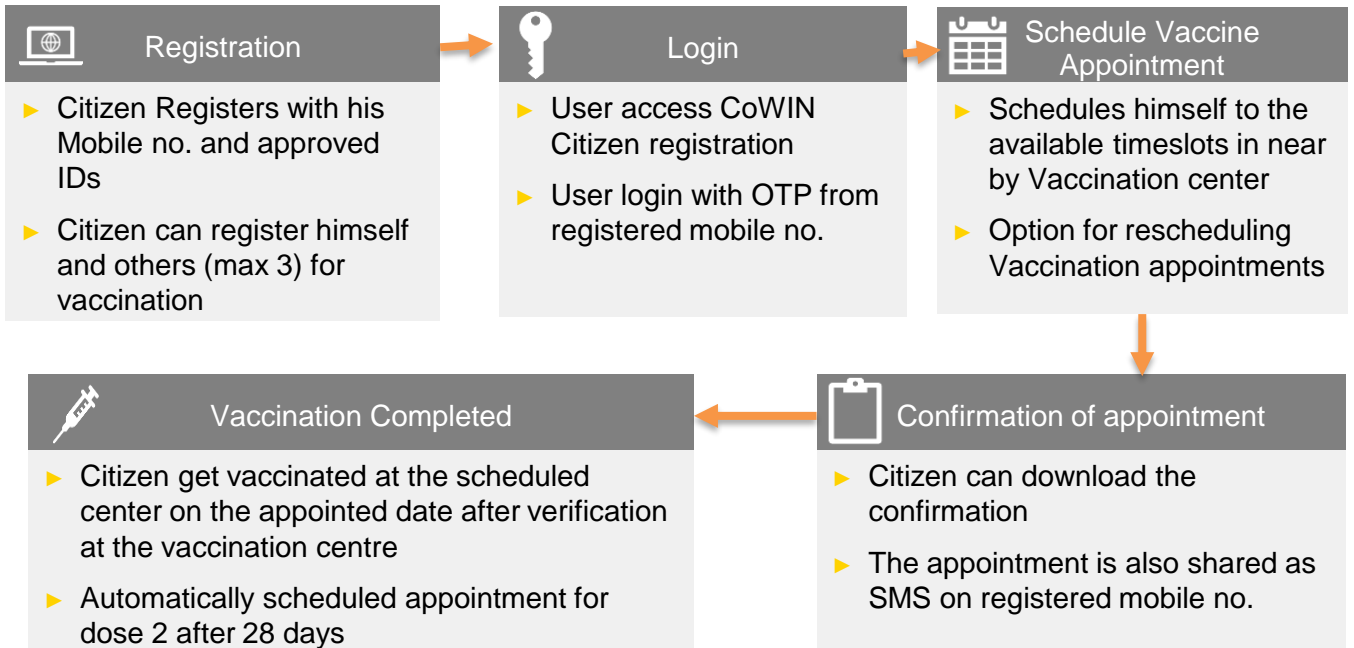 Registration
► Citizen Registers with his
Mobile no. and approved
IDs
► Citizen can register himself
and others (max 3) for
vaccination
Login
► User access CoWIN
Citizen registration
► User login with OTP from
registered mobile no.
Schedule Vaccine
Appointment
► Schedules himself to the
available timeslots in near
by Vaccination center
► Option for rescheduling
Vaccination appointments
Confirmation of appointment
► Citizen can download the
confirmation
► The appointment is also shared as
SMS on registered mobile no.
Vaccination Completed
► Citizen get vaccinated at the scheduled
center on the appointed date after verification
at the vaccination centre
► Automatically scheduled appointment for
dose 2 after 28 days